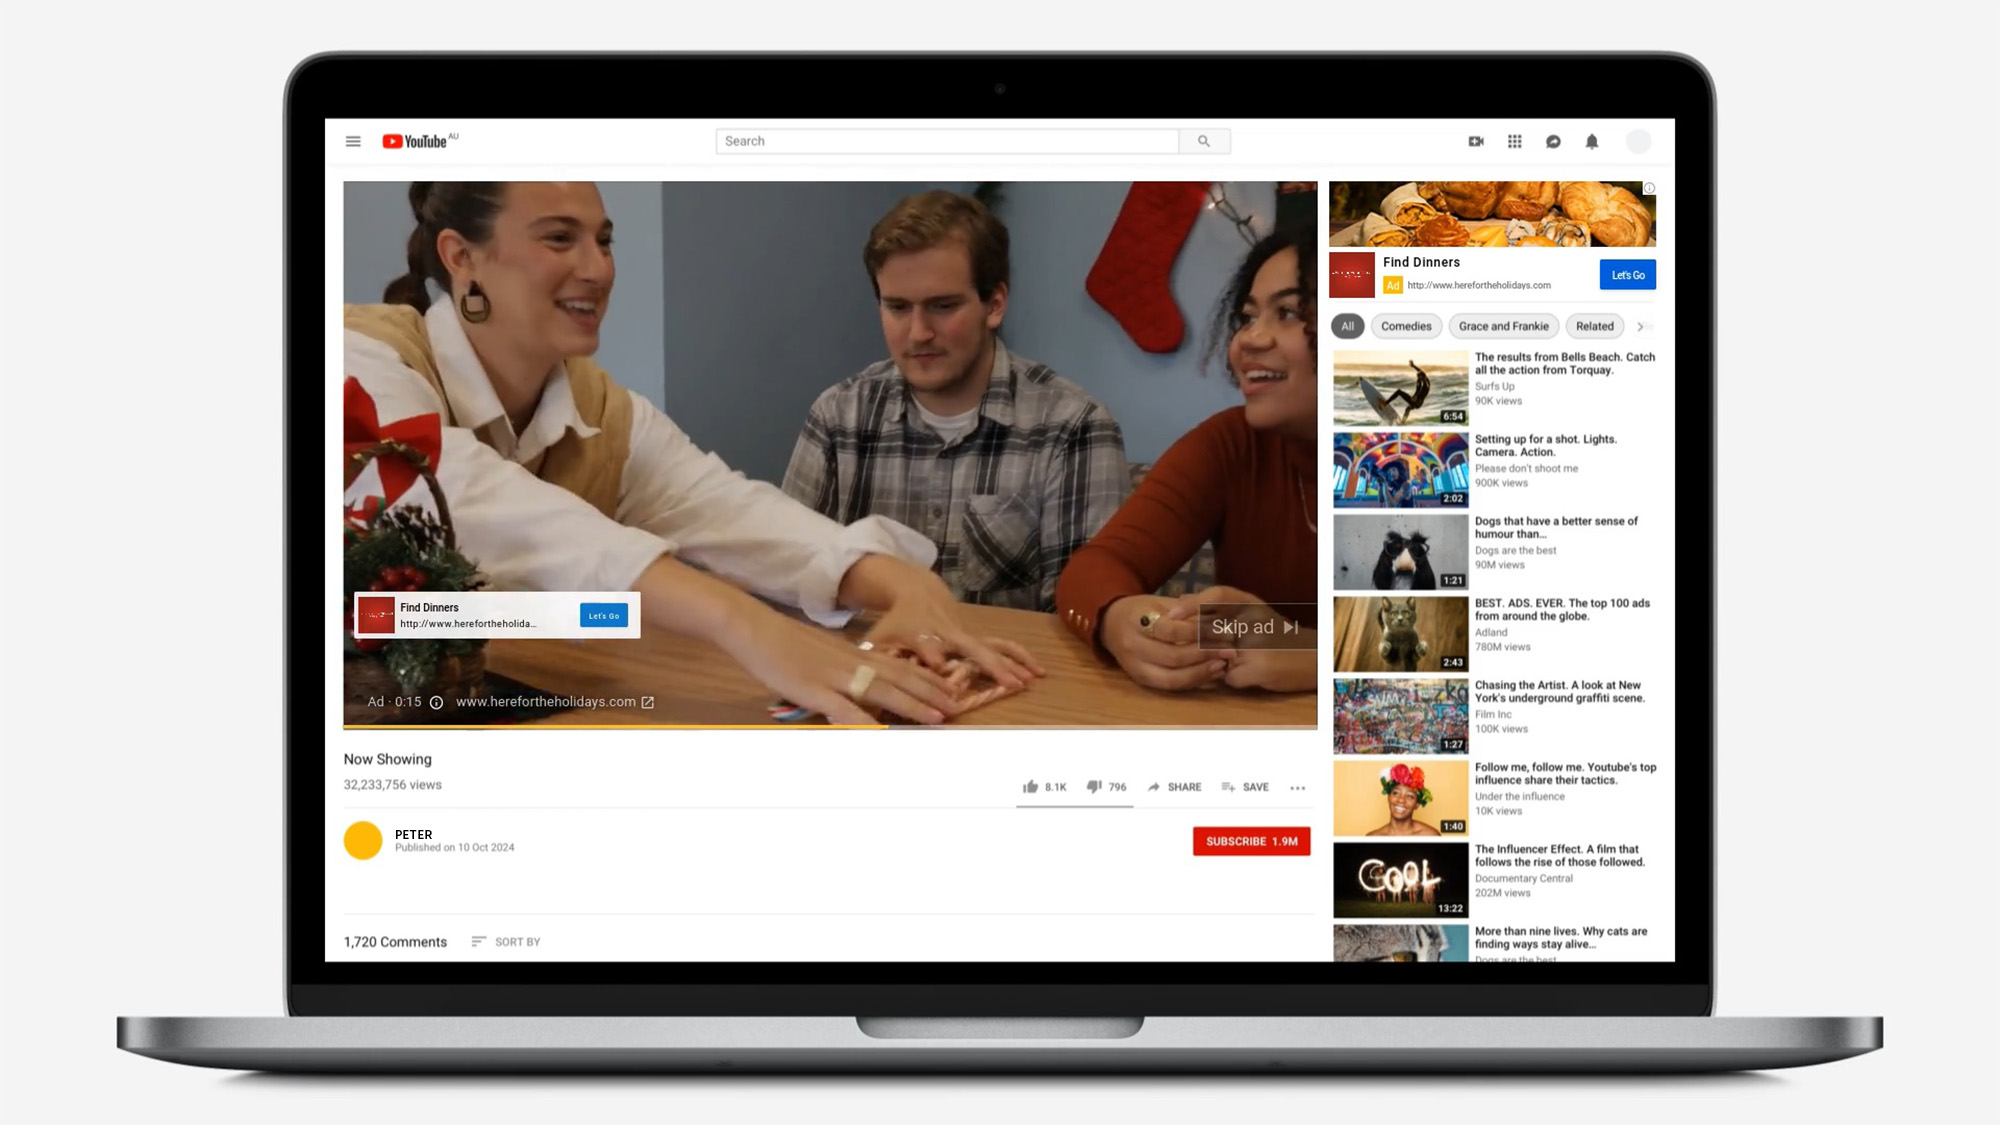 YouTube AU
Search
Find Dinners
http://www.herefortheholida...
Let's Go
Skip ad
Ad · 0:15
www.herefortheholidays.com
Now Showing
32,233,756 views
8.1K
796
SHARE
SAVE
PETER
Published on 10 Oct 2024
SUBSCRIBE 1.9M
1,720 Comments
SORT BY
Find Dinners
Ad http://www.herefortheholidays.com
Let's Go
All
Comedies
Grace and Frankie
Related
The results from Bells Beach. Catch
all the action from Torquay.
Surfs Up
90K views
6:54
Setting up for a shot. Lights.
Camera. Action.
Please don't shoot me
900K views
2:02
Dogs that have a better sense of
humour than...
Dogs are the best
90M views
1:21
BEST. ADS. EVER. The top 100 ads
from around the globe.
Adland
780M views
2:43
Chasing the Artist. A look at New
York's underground graffiti scene.
Film Inc
100K views
1:27
Follow me, follow me. Youtube's top
influence share their tactics.
Under the influence
10K views
1:40
The Influencer Effect. A film that
follows the rise of those followed.
Documentary Central
202M views
COOL
13:22
More than nine lives. Why cats are
finding ways stay alive...
Dogs are the best